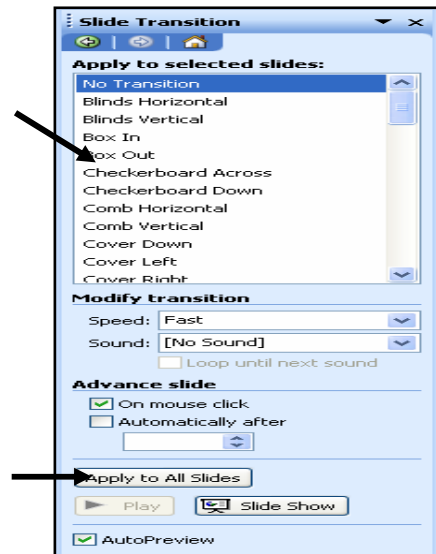 Slide Transition
Apply to selected slides:
No Transition
Blinds Horizontal
Blinds Vertical
Box In
Box Out
Checkerboard Across
Checkerboard Down
Comb Horizontal
Comb Vertical
Cover Down
Cover Left
Cover Right
Modify transition
Speed: Fast
Sound: [No Sound]
Loop until next sound
Advance slide
On mouse click
Automatically after
Apply to All Slides
Play Slide Show
AutoPreview